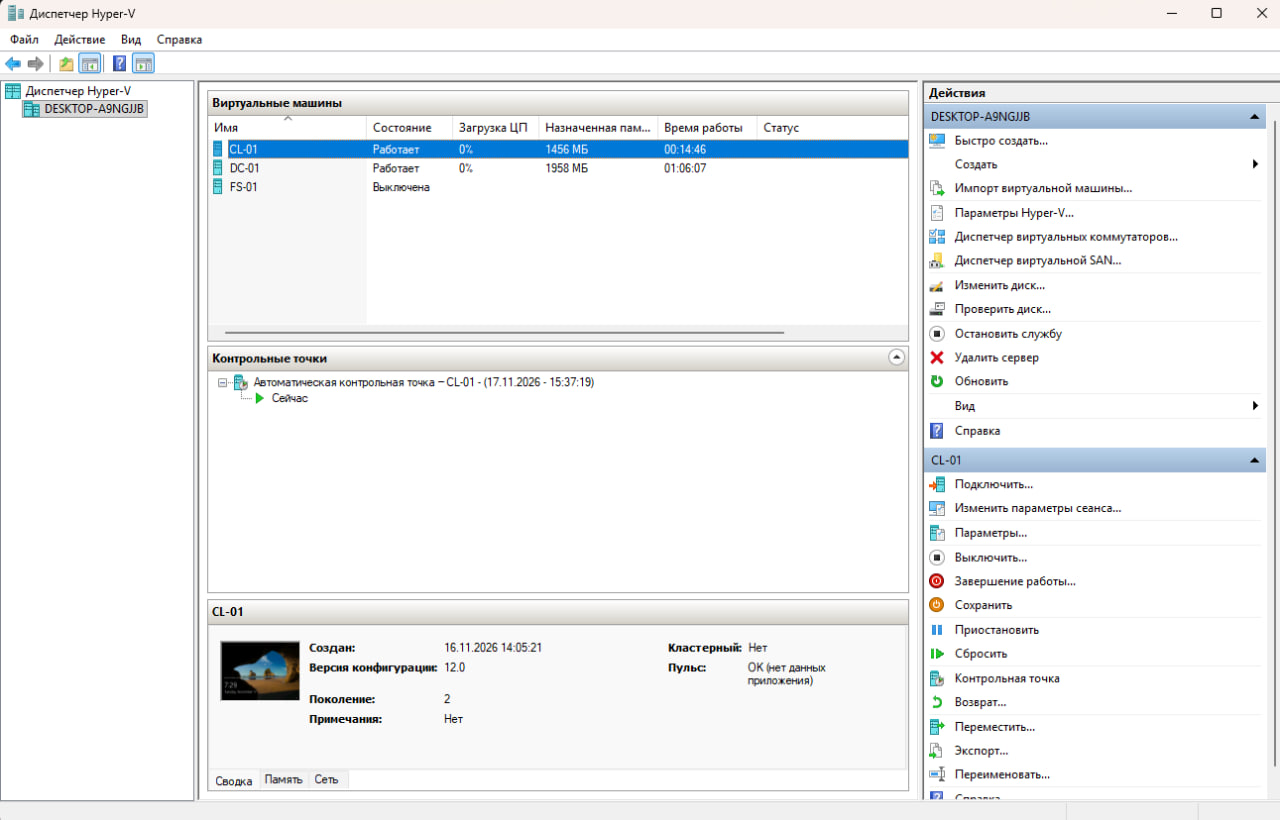 Диспетчер Hyper-V
Файл Действие Вид Справка
Диспетчер Hyper-V
DESKTOP-A9NGJJB
Виртуальные машины
Имя Состояние Загрузка ЦП Назначенная пам... Время работы Статус
CL-01 Работает 0% 1456 МБ 00:14:46
DC-01 Работает 0% 1958 МБ 01:06:07
FS-01 Выключена
Контрольные точки
Автоматическая контрольная точка – CL-01 - (17.11.2026 - 15:37:19)
Сейчас
CL-01
7:29
Создан: 16.11.2026 14:05:21 Кластерный: Нет
Версия конфигурации: 12.0 Пульс: OK (нет данных
приложения)
Поколение: 2
Примечания: Нет
Сводка Память Сеть
Действия
DESKTOP-A9NGJJB
Быстро создать...
Создать
Импорт виртуальной машины...
Параметры Hyper-V...
Диспетчер виртуальных коммутаторов...
Диспетчер виртуальной SAN...
Изменить диск...
Проверить диск...
Остановить службу
Удалить сервер
Обновить
Вид
Справка
CL-01
Подключить...
Изменить параметры сеанса...
Параметры...
Выключить...
Завершение работы...
Сохранить
Приостановить
Сбросить
Контрольная точка
Возврат...
Переместить...
Экспорт...
Переименовать...
Справка